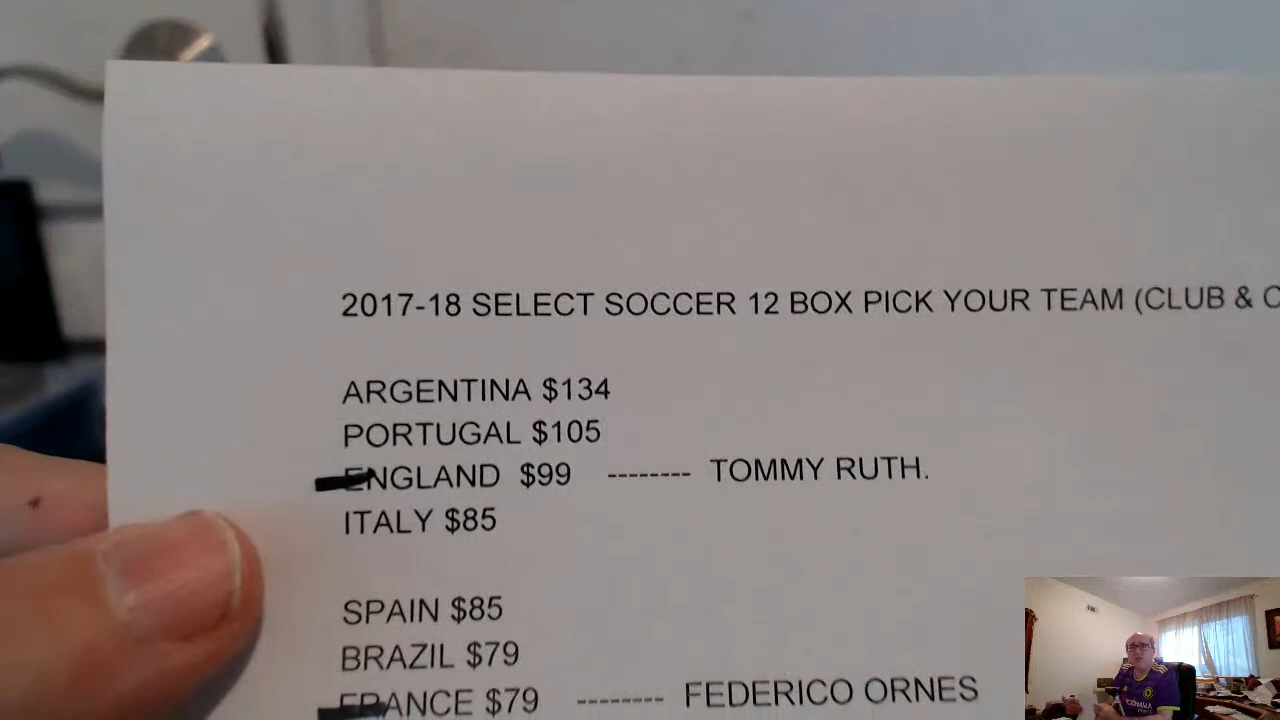 2017-18 SELECT SOCCER 12 BOX PICK YOUR TEAM (CLUB & C
ARGENTINA $134
PORTUGAL $105
ENGLAND $99 -------- TOMMY RUTH.
ITALY $85
SPAIN $85
BRAZIL $79
FRANCE $79 -------- FEDERICO ORNES